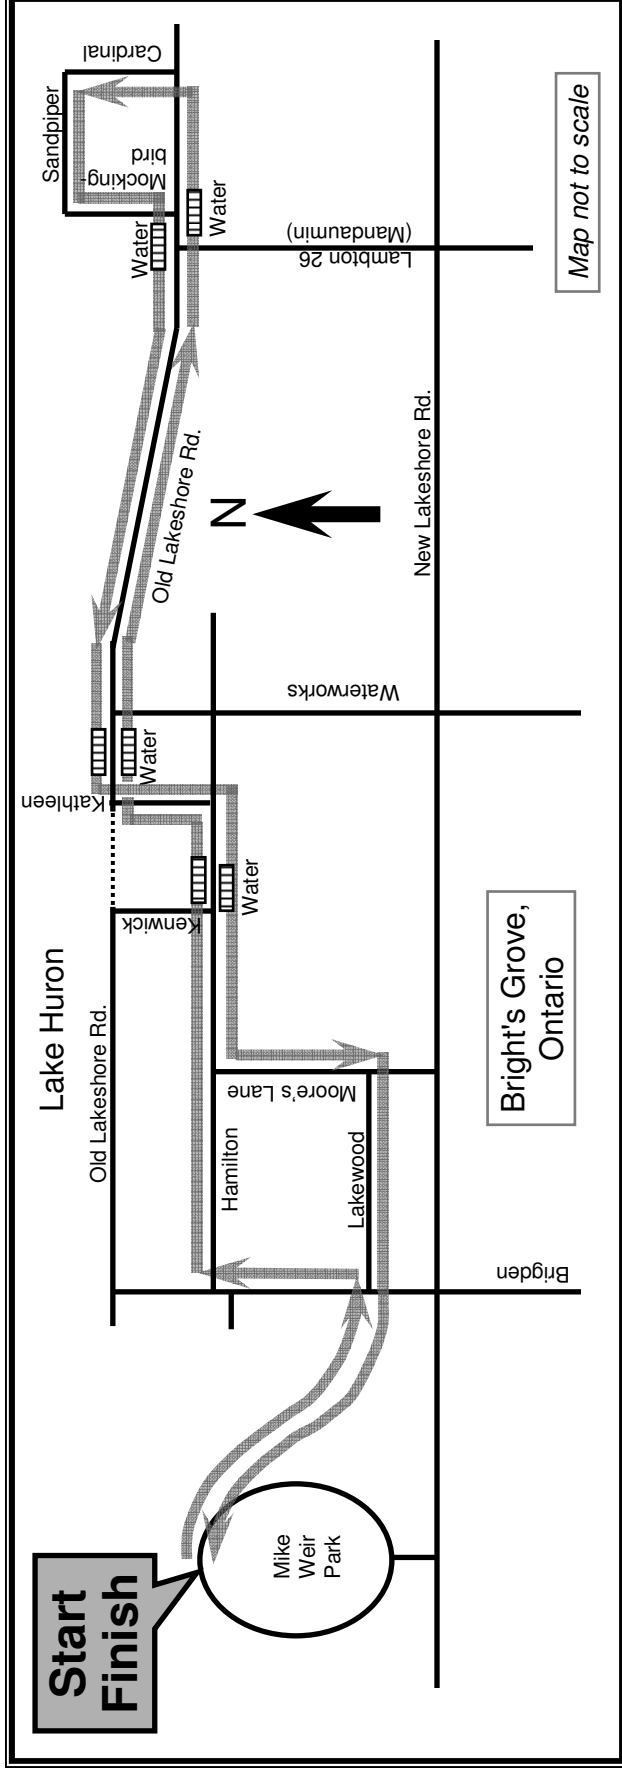 Start
Finish
Mike
Weir
Park
Lake Huron
Old Lakeshore Rd.
Hamilton
Lakewood
Brigden
Moore's Lane
Kenwick
Water
Kathleen
Water
Waterworks
Old Lakeshore Rd.
N
New Lakeshore Rd.
Water
Water
Lambton 26
(Mandaumin)
Mocking-
bird
Sandpiper
Cardinal
Bright's Grove,
Ontario
Map not to scale